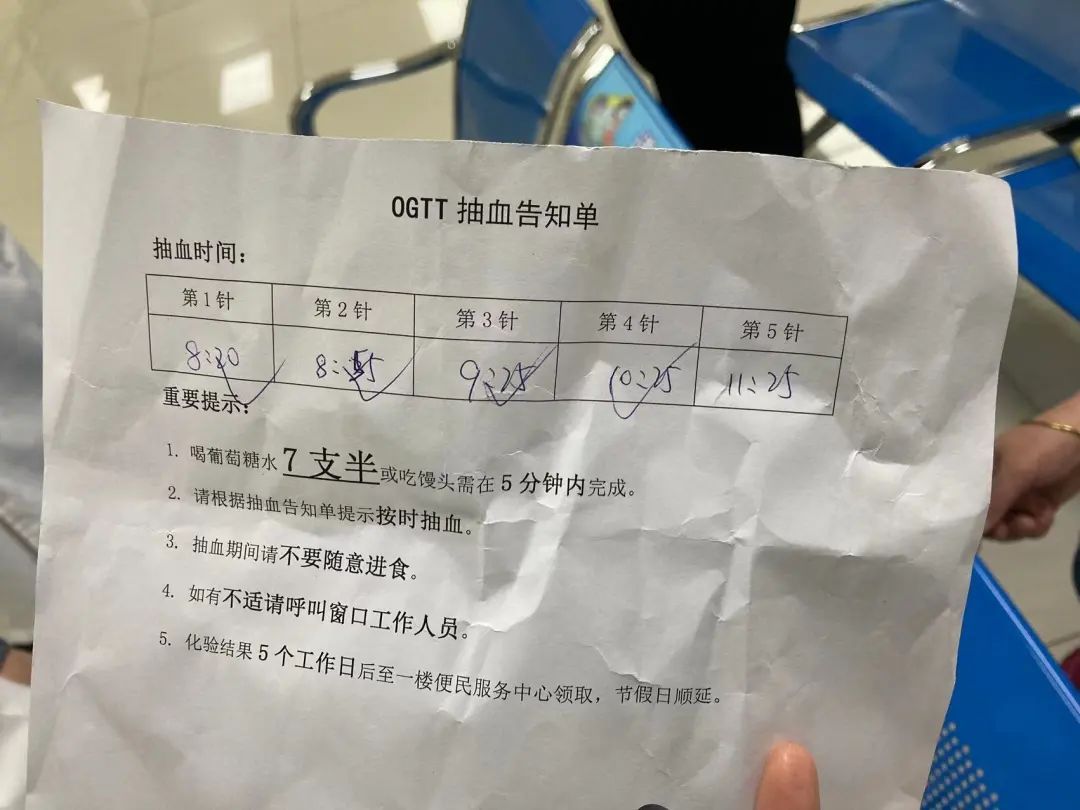 OGTT 抽血告知单
抽血时间:
第1针 第2针 第3针 第4针 第5针
8:20 8:55 9:25 10:25 11:25
重要提示:
1. 喝葡萄糖水7支半或吃馒头需在5分钟内完成。
2. 请根据抽血告知单提示按时抽血。
3. 抽血期间请不要随意进食。
4. 如有不适请呼叫窗口工作人员。
5. 化验结果5个工作日后至一楼便民服务中心领取,节假日顺延。